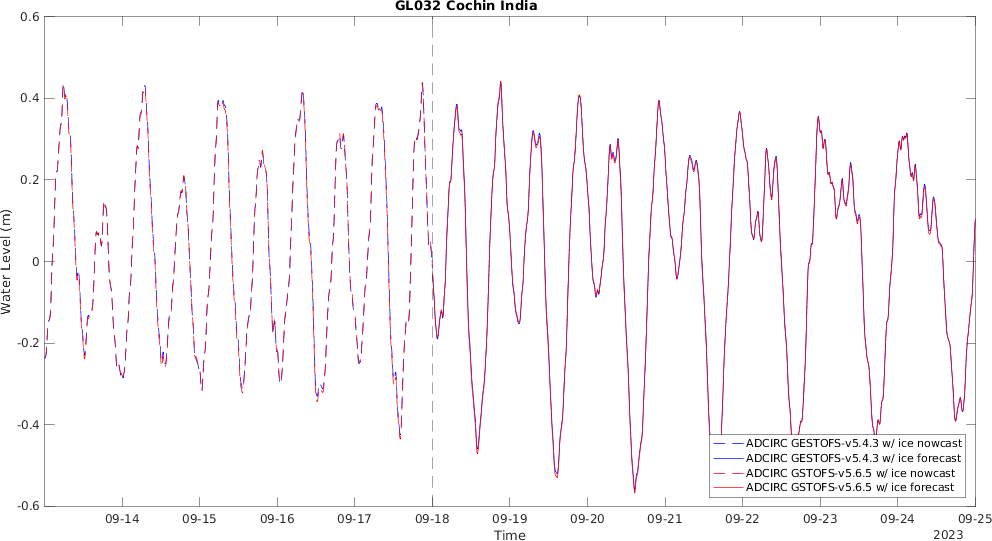 GL032 Cochin India
0.6
0.4
0.2
0
-0.2
-0.4
-0.6
Water Level (m)
09-14 09-15 09-16 09-17 09-18 09-19 09-20 09-21 09-22 09-23 09-24 09-25
Time
2023
ADCIRC GESTOFS-v5.4.3 w/ ice nowcast
ADCIRC GESTOFS-v5.4.3 w/ ice forecast
ADCIRC GSTOFS-v5.6.5 w/ ice nowcast
ADCIRC GSTOFS-v5.6.5 w/ ice forecast